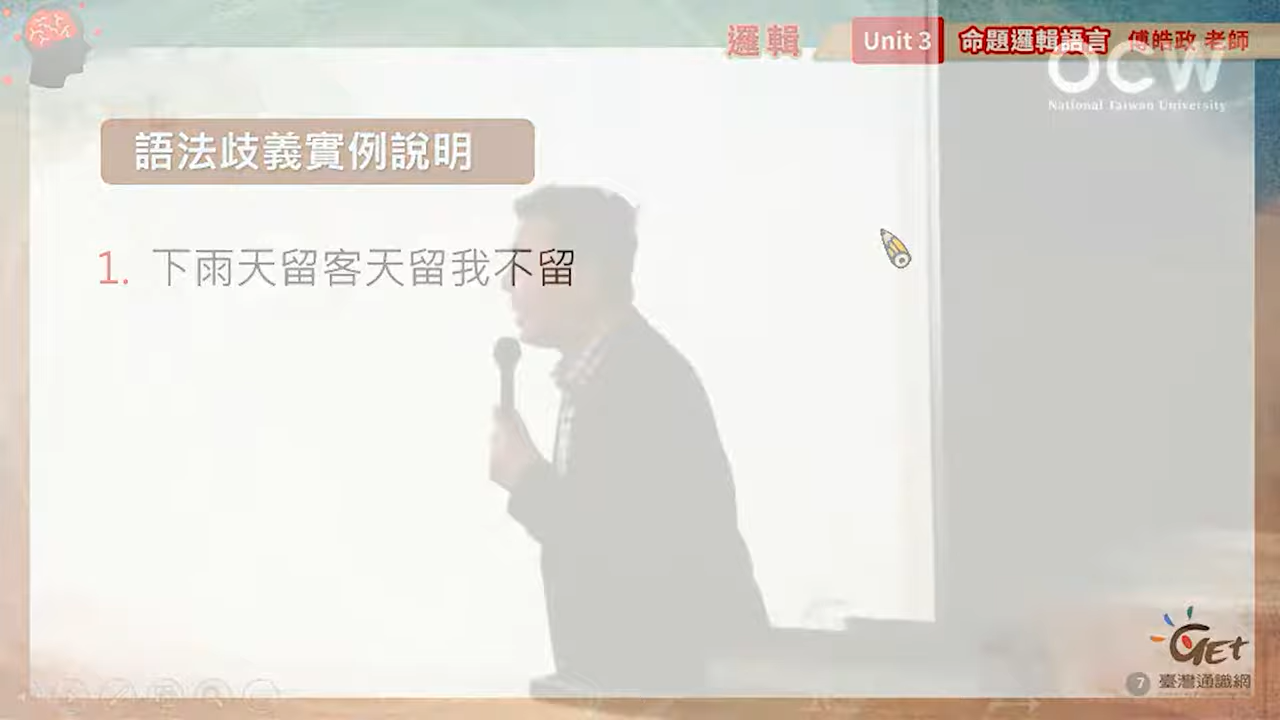 邏輯 Unit 3 命題邏輯語言 傅皓政 老師
OCW
National Taiwan University
語法歧義實例說明
1. 下雨天留客天留我不留
GET
7 臺灣通識網